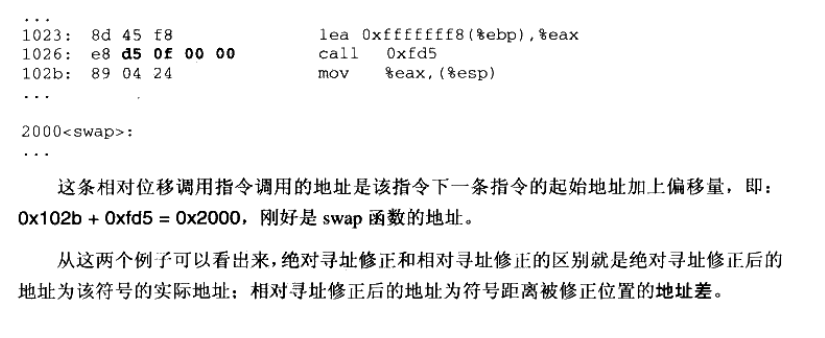 ...
1023: 8d 45 f8 lea 0xfffffff8(%ebp),%eax
1026: e8 d5 0f 00 00 call 0xfd5
102b: 89 04 24 mov %eax,(%esp)
...
2000<swap>:
...
这条相对位移调用指令调用的地址是该指令下一条指令的起始地址加上偏移量，即：
0x102b + 0xfd5 = 0x2000，刚好是 swap 函数的地址。
从这两个例子可以看出来，绝对寻址修正和相对寻址修正的区别就是绝对寻址修正后的
地址为该符号的实际地址；相对寻址修正后的地址为符号距离被修正位置的地址差。